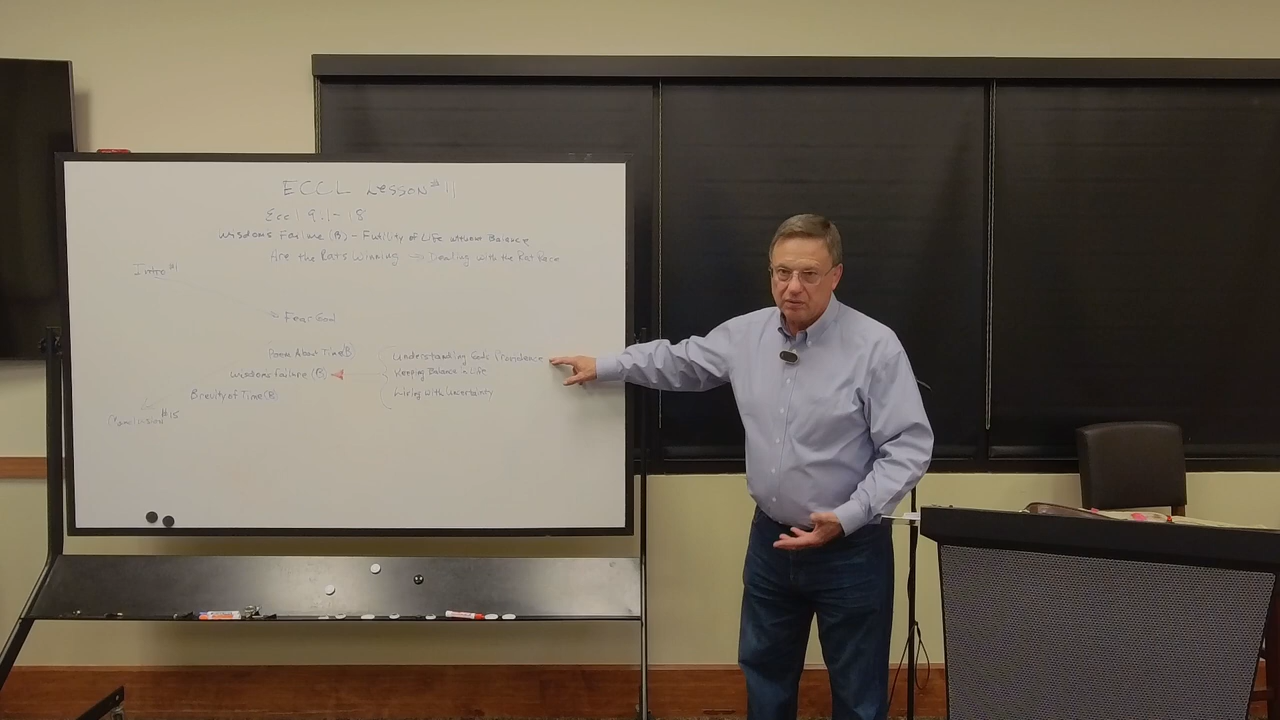 ECCL Lesson #11
Eccl 9:1-18
Wisdoms Failure (B) - Futility of Life without Balance
Are the Rat's Winning → Dealing with the Rat Race
Intro #1
Fear God
Poem About Time (B)
Wisdoms Failure (B)
Brevity of Time (B)
Conclusion #15
Understanding Gods Providence
Keeping Balance in Life
Living with Uncertainty